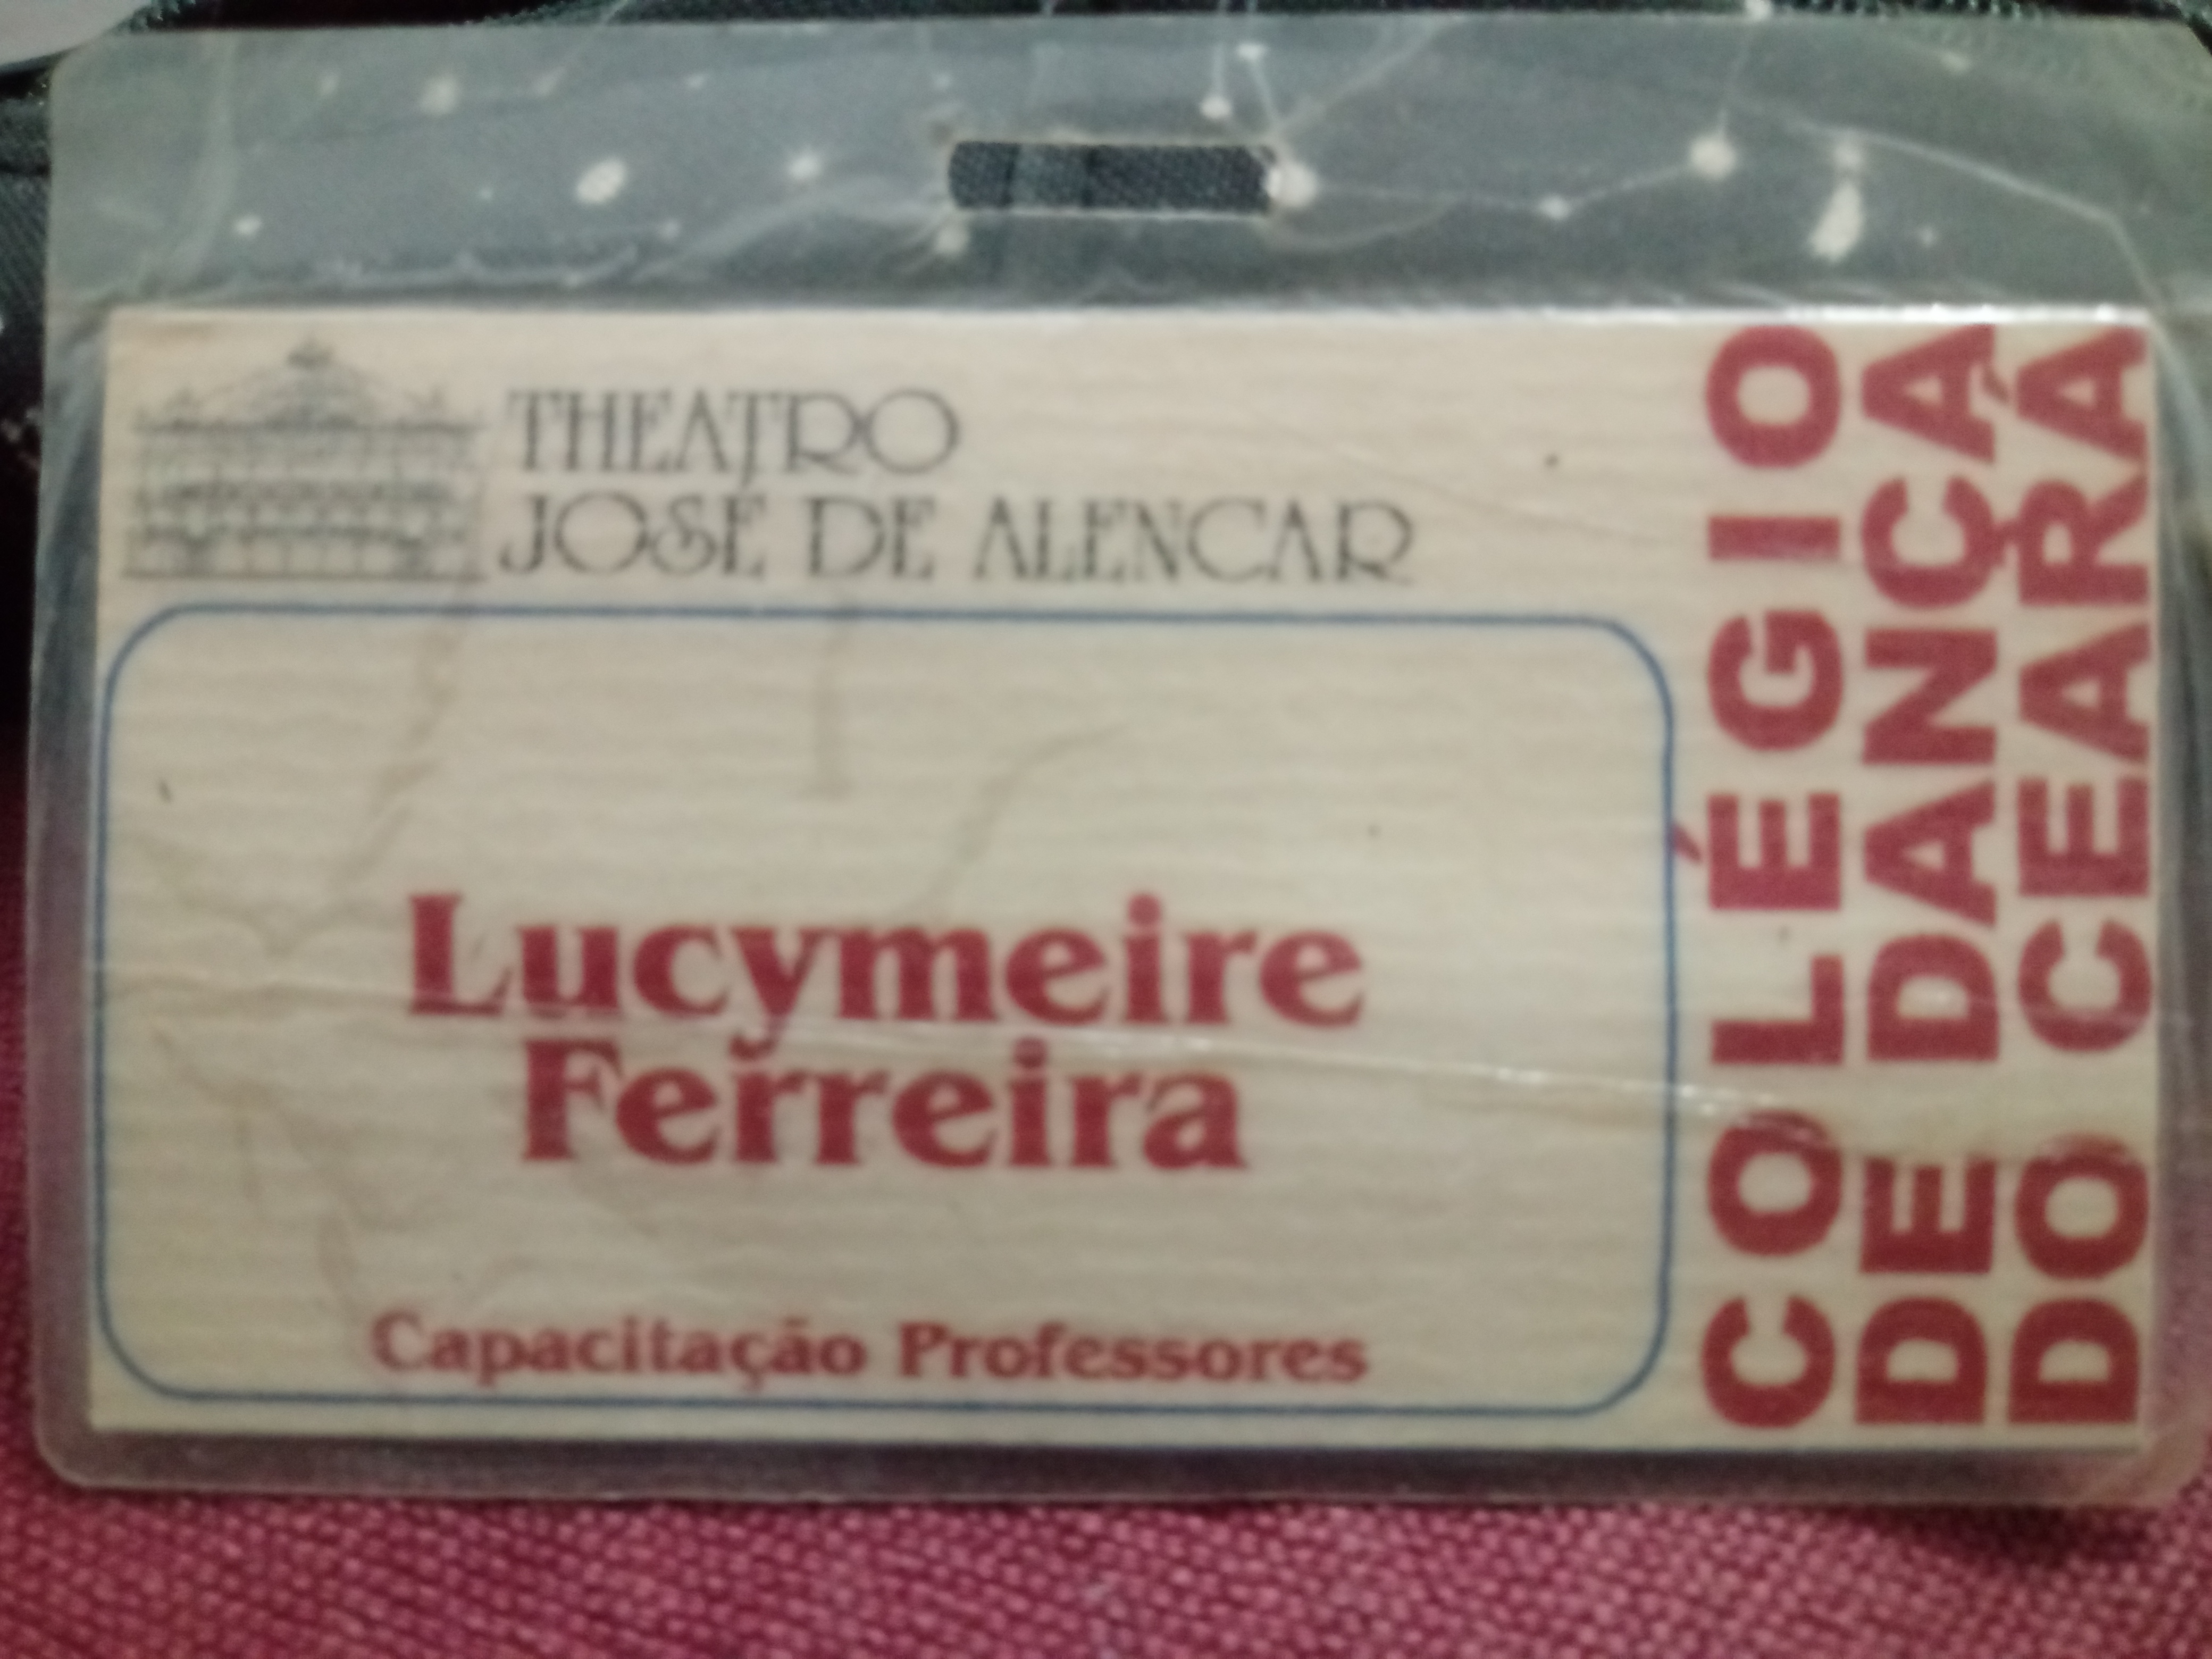 THEATRO
JOSÉ DE ALENCAR
Lucymeire
Ferreira
Capacitação Professores
COLÉGIO
DE DANÇA
DO CEARÁ